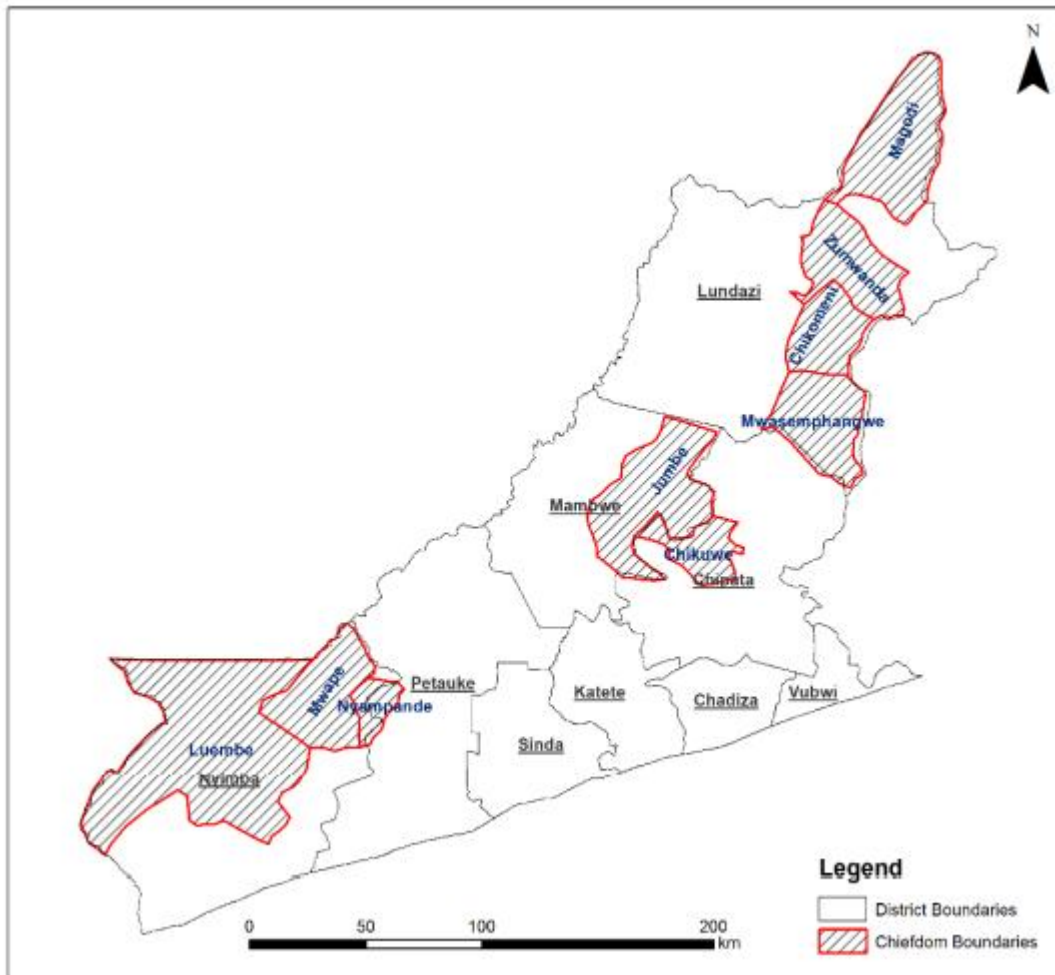 N
Magodi
Zumwanda
Lundazi
Chikomeni
Mwasemphangwe
Jumbe
Mambwe
Chikuwe
Chipata
Mwape
Petauke
Nyampande
Katete
Chadiza
Vubwi
Luembe
Sinda
Nyimba
Legend
District Boundaries
Chiefdom Boundaries
0 50 100 200
km